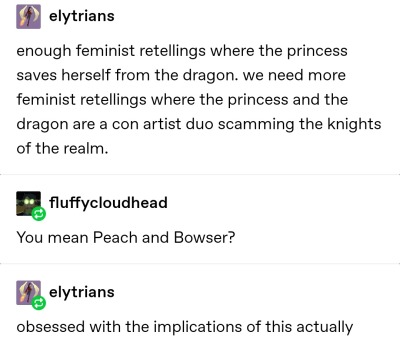 elytrians
enough feminist retellings where the princess
saves herself from the dragon. we need more
feminist retellings where the princess and the
dragon are a con artist duo scamming the knights
of the realm.
fluffycloudhead
You mean Peach and Bowser?
elytrians
obsessed with the implications of this actually